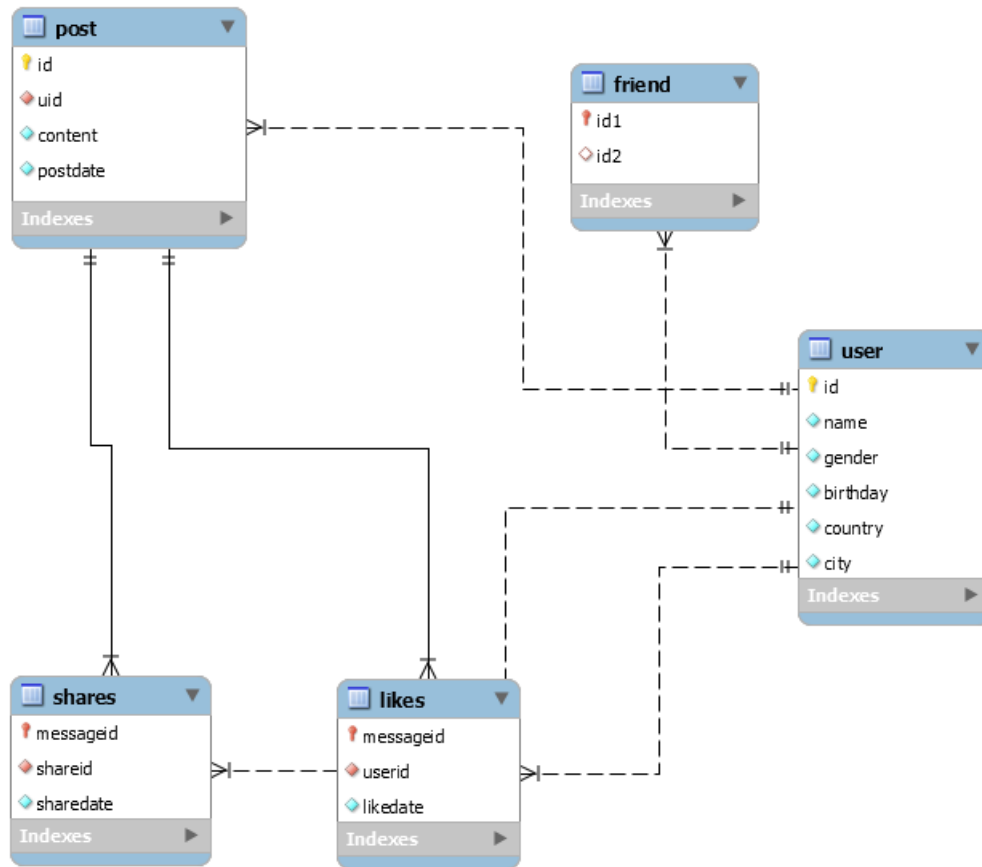 post
id
uid
content
postdate
Indexes
friend
id1
id2
Indexes
user
id
name
gender
birthday
country
city
Indexes
shares
messageid
shareid
sharedate
Indexes
likes
messageid
userid
likedate
Indexes